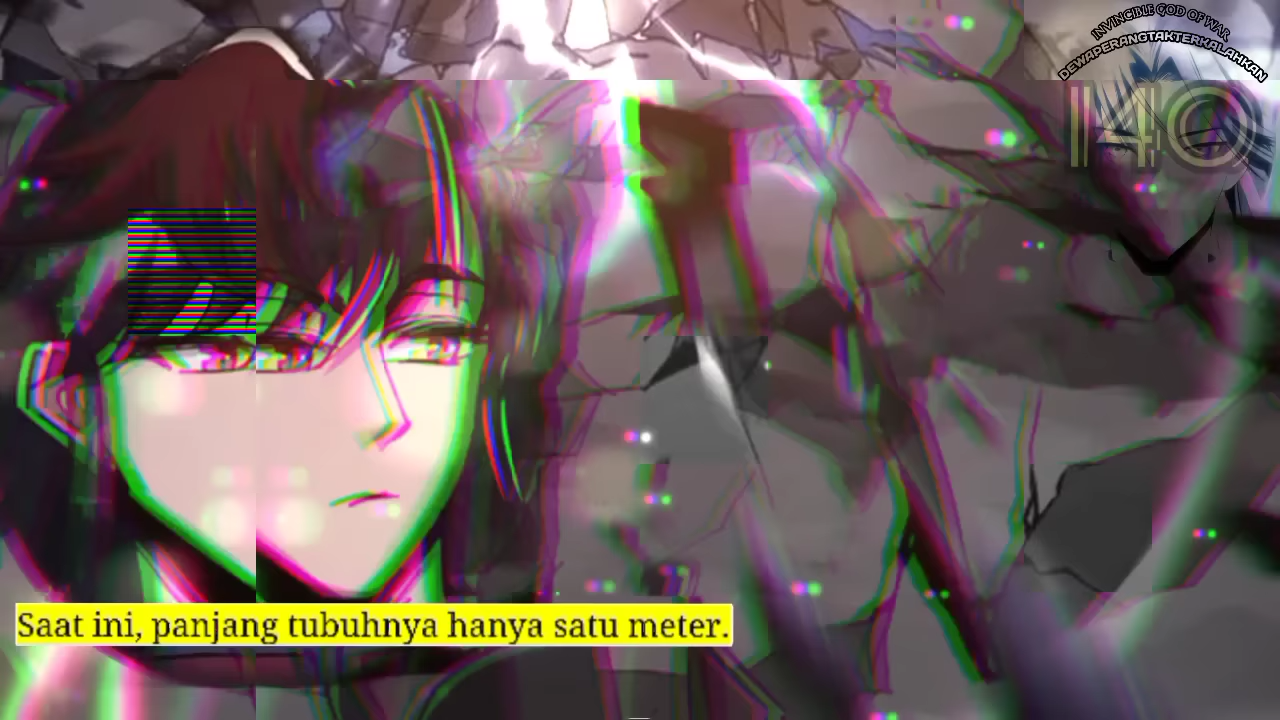 INVINCIBLE GOD OF WAR
DEWAPERANGTAKTERKALAHKAN
140
Saat ini, panjang tubuhnya hanya satu meter.